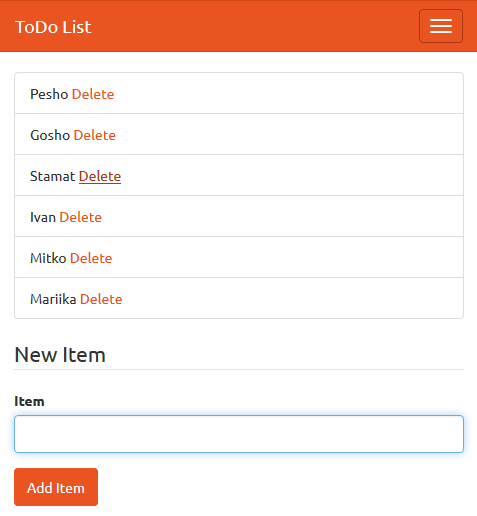 ToDo List
Pesho Delete
Gosho Delete
Stamat Delete
Ivan Delete
Mitko Delete
Mariika Delete
New Item
Item
Add Item